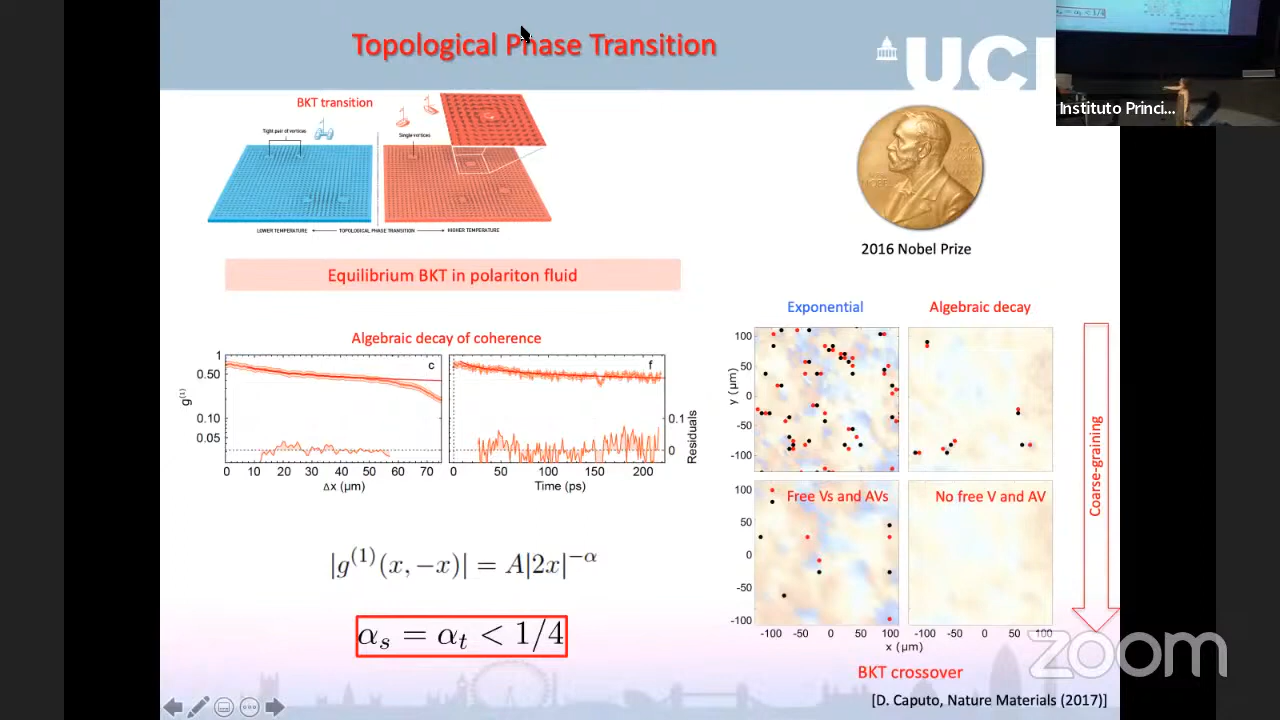 Topological Phase Transition
UCL
Instituto Princi...
BKT transition
Tight pair of vortices
Single vortices
LOWER TEMPERATURE
TOPOLOGICAL PHASE TRANSITION
HIGHER TEMPERATURE
2016 Nobel Prize
Equilibrium BKT in polariton fluid
Algebraic decay of coherence
1
0.50
0.10
0.05
g(1)
c
f
0.1
0
Residuals
0 10 20 30 40 50 60 70
0 50 100 150 200
Δx (μm)
Time (ps)
|g^(1)(x, −x)| = A|2x|^−α
αs = αt < 1/4
Exponential
Algebraic decay
100
50
0
-50
-100
y (μm)
Free Vs and AVs
No free V and AV
100
50
0
-50
-100
-100 -50 0 50 100
-100 -50 0 50 100
x (μm)
Coarse-graining
BKT crossover
[D. Caputo, Nature Materials (2017)]
zoom